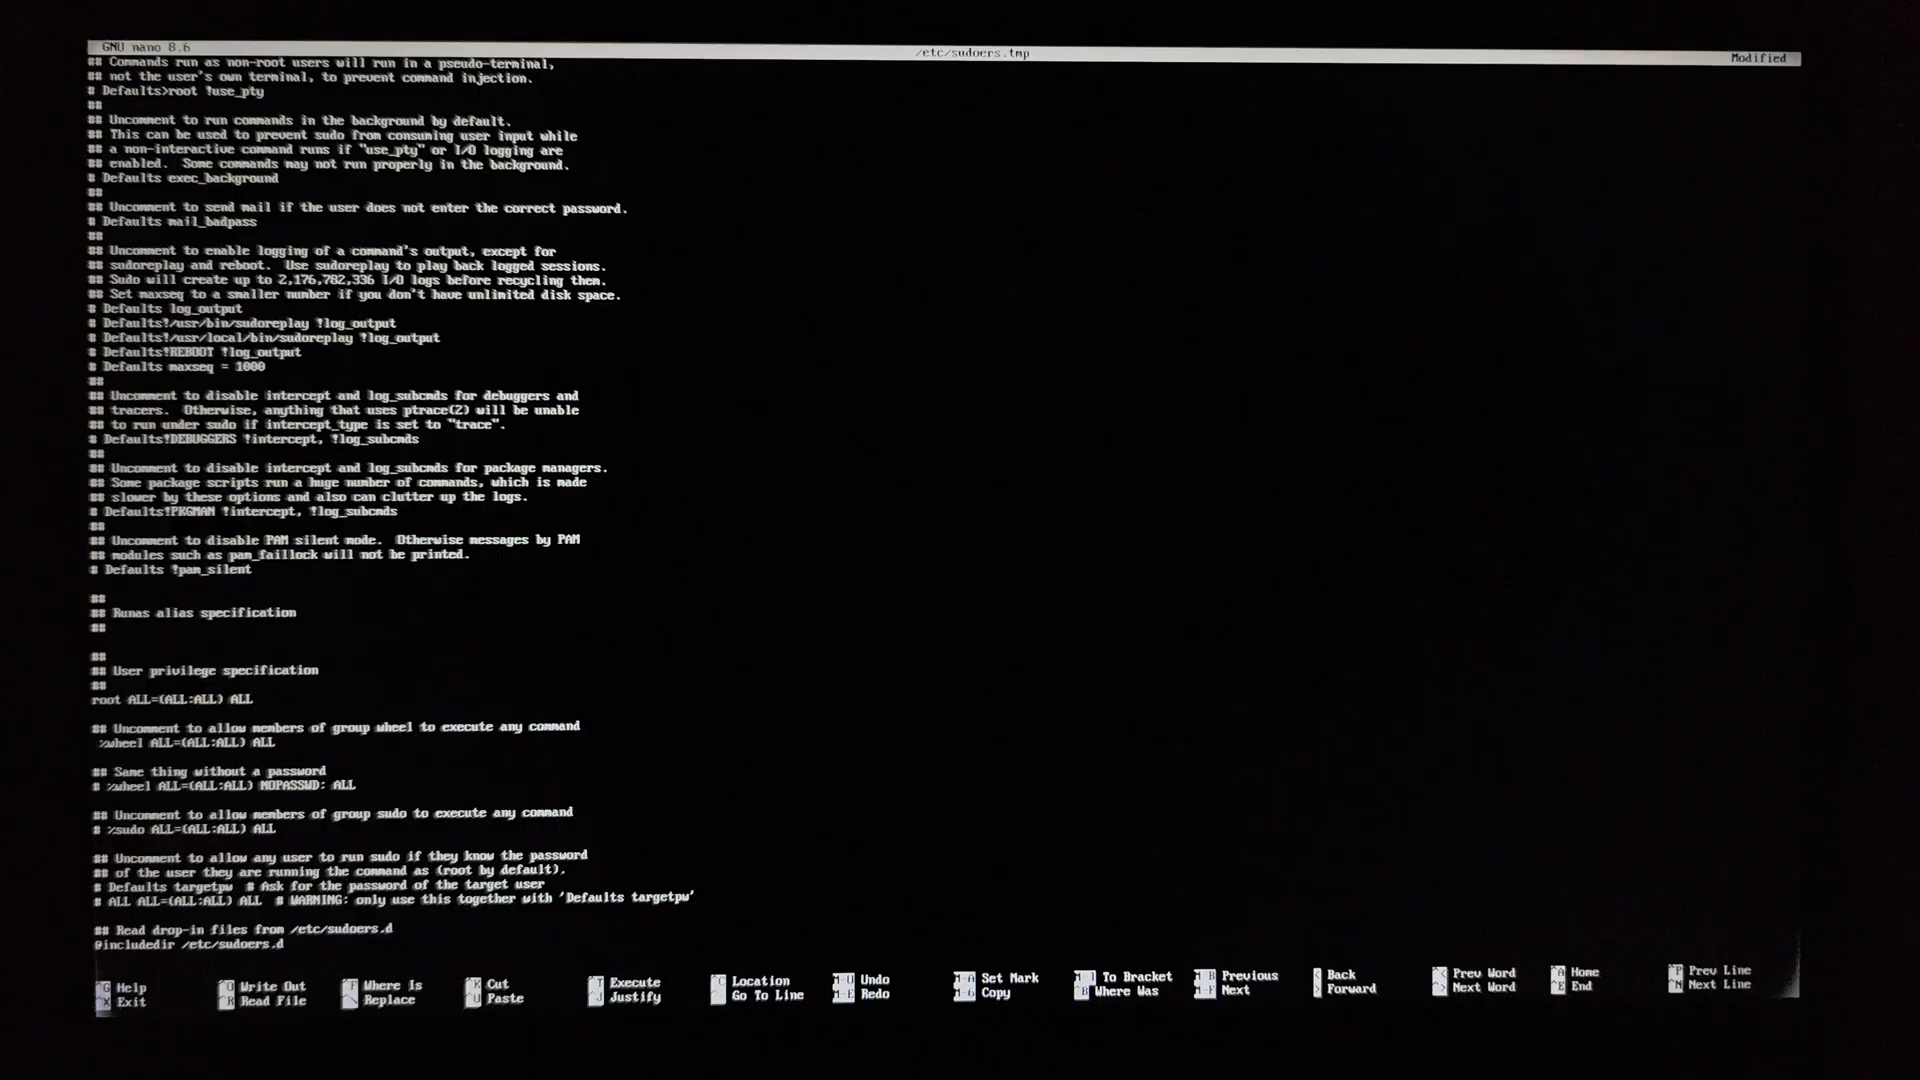 GNU nano 8.6 /etc/sudoers.tmp Modified
## Commands run as non-root users will run in a pseudo-terminal,
## not the user's own terminal, to prevent command injection.
# Defaults>root !use_pty
##
## Uncomment to run commands in the background by default.
## This can be used to prevent sudo from consuming user input while
## a non-interactive command runs if "use_pty" or I/O logging are
## enabled.  Some commands may not run properly in the background.
# Defaults exec_background
##
## Uncomment to send mail if the user does not enter the correct password.
# Defaults mail_badpass
##
## Uncomment to enable logging of a command's output, except for
## sudoreplay and reboot.  Use sudoreplay to play back logged sessions.
## Sudo will create up to 2,176,782,336 I/O logs before recycling them.
## Set maxseq to a smaller number if you don't have unlimited disk space.
# Defaults log_output
# Defaults!/usr/bin/sudoreplay !log_output
# Defaults!/usr/local/bin/sudoreplay !log_output
# Defaults!REBOOT !log_output
# Defaults maxseq = 1000
##
## Uncomment to disable intercept and log_subcmds for debuggers and
## tracers.  Otherwise, anything that uses ptrace(2) will be unable
## to run under sudo if intercept_type is set to "trace".
# Defaults!DEBUGGERS !intercept, !log_subcmds
##
## Uncomment to disable intercept and log_subcmds for package managers.
## Some package scripts run a huge number of commands, which is made
## slower by these options and also can clutter up the logs.
# Defaults!PKGMAN !intercept, !log_subcmds
##
## Uncomment to disable PAM silent mode.  Otherwise messages by PAM
## modules such as pam_faillock will not be printed.
# Defaults !pam_silent
##
## Runas alias specification
##
##
## User privilege specification
##
root ALL=(ALL:ALL) ALL
## Uncomment to allow members of group wheel to execute any command
 %wheel ALL=(ALL:ALL) ALL
## Same thing without a password
# %wheel ALL=(ALL:ALL) NOPASSWD: ALL
## Uncomment to allow members of group sudo to execute any command
# %sudo ALL=(ALL:ALL) ALL
## Uncomment to allow any user to run sudo if they know the password
## of the user they are running the command as (root by default).
# Defaults targetpw  # Ask for the password of the target user
# ALL ALL=(ALL:ALL) ALL  # WARNING: only use this together with 'Defaults targetpw'
## Read drop-in files from /etc/sudoers.d
@includedir /etc/sudoers.d
^G Help ^O Write Out ^F Where Is ^K Cut ^T Execute ^C Location M-U Undo M-A Set Mark M-] To Bracket M-B Previous ^< Back ^< Prev Word ^A Home ^P Prev Line
^X Exit ^R Read File ^\ Replace ^U Paste ^J Justify Go To Line M-E Redo M-6 Copy ^B Where Was M-F Next Forward ^> Next Word ^E End ^N Next Line